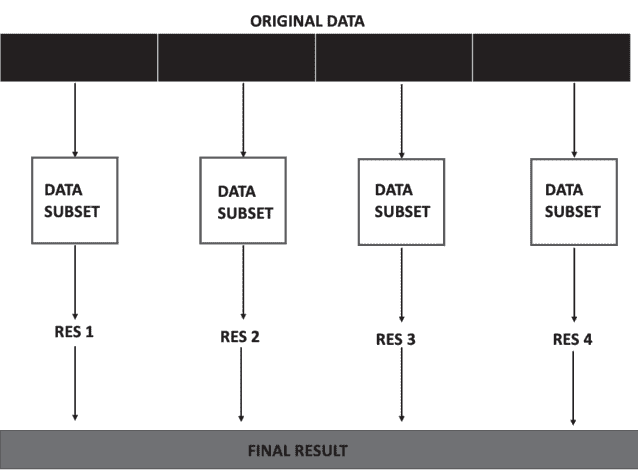 ORIGINAL DATA
DATA
SUBSET
DATA
SUBSET
DATA
SUBSET
DATA
SUBSET
RES 1
RES 2
RES 3
RES 4
FINAL RESULT